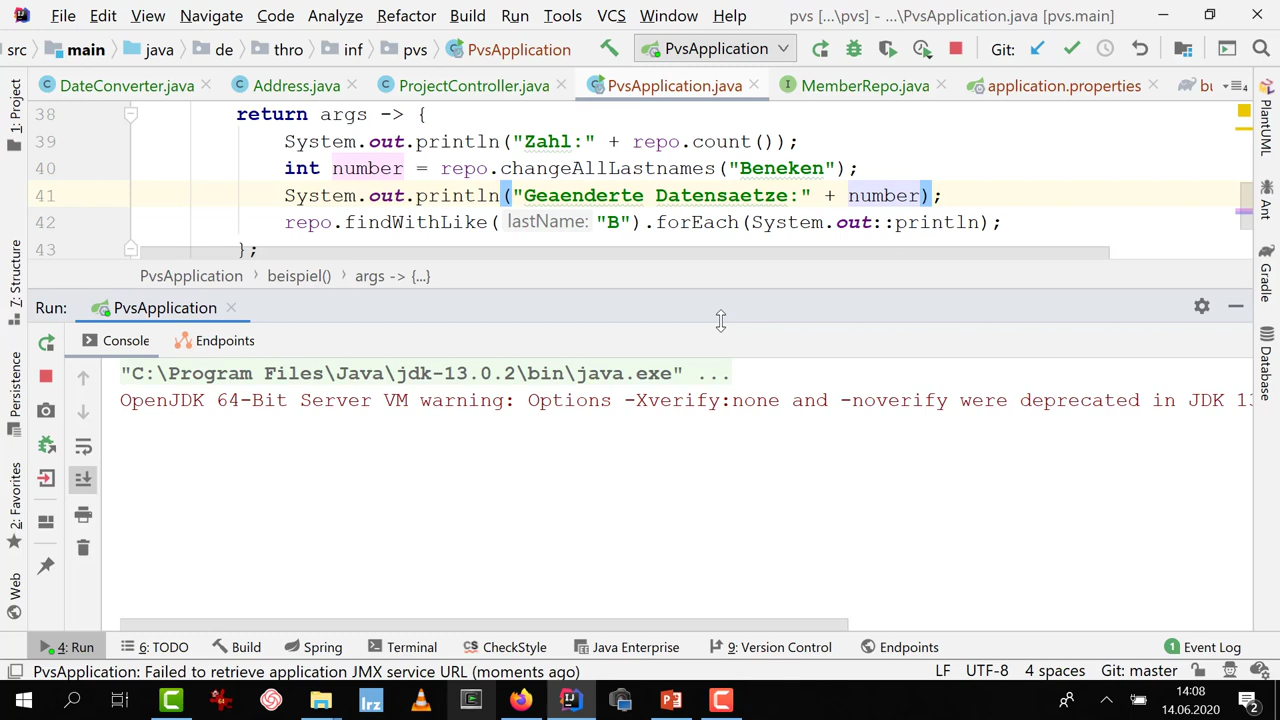 File Edit View Navigate Code Analyze Refactor Build Run Tools VCS Window Help pvs [...\pvs] - ...\PvsApplication.java [pvs.main]
src main java de thro inf pvs PvsApplication PvsApplication Git:
DateConverter.java Address.java ProjectController.java PvsApplication.java MemberRepo.java application.properties bu
38 return args -> {
39 System.out.println("Zahl:" + repo.count());
40 int number = repo.changeAllLastnames("Beneken");
41 System.out.println("Geaenderte Datensaetze:" + number);
42 repo.findWithLike( lastName: "B").forEach(System.out::println);
43 };
PvsApplication beispiel() args -> {...}
Run: PvsApplication
Console Endpoints
"C:\Program Files\Java\jdk-13.0.2\bin\java.exe" ...
OpenJDK 64-Bit Server VM warning: Options -Xverify:none and -noverify were deprecated in JDK 13
1: Project
7: Structure
Persistence
2: Favorites
Web
PlantUML
Ant
Gradle
Database
4: Run 6: TODO Build Spring Terminal CheckStyle Java Enterprise 9: Version Control Endpoints 1 Event Log
PvsApplication: Failed to retrieve application JMX service URL (moments ago) LF UTF-8 4 spaces Git: master
lrz
14:08
14.06.2020
2